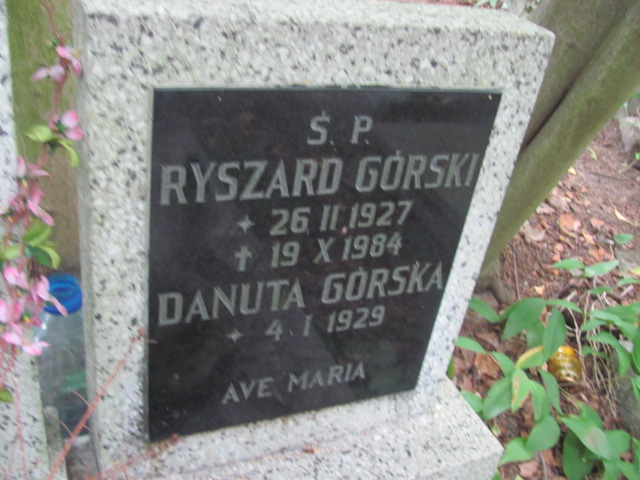 Ś. P.
RYSZARD GÓRSKI
✦ 26 II 1927
† 19 X 1984
DANUTA GÓRSKA
✦ 4. I 1929
AVE MARIA